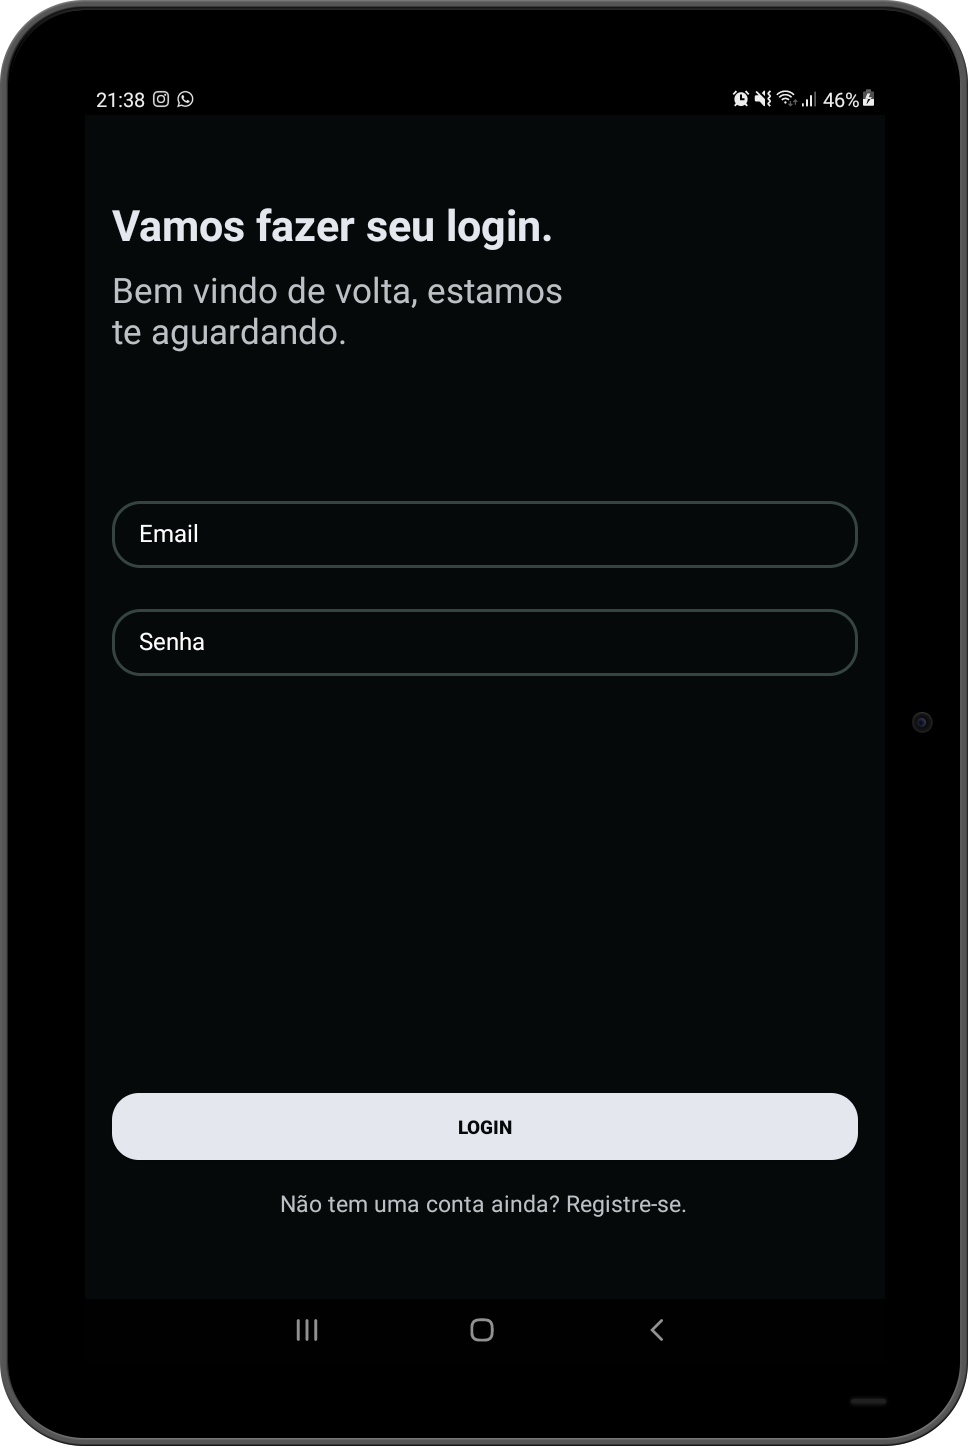 21:38
46%
Vamos fazer seu login.
Bem vindo de volta, estamos
te aguardando.
Email
Senha
LOGIN
Não tem uma conta ainda? Registre-se.